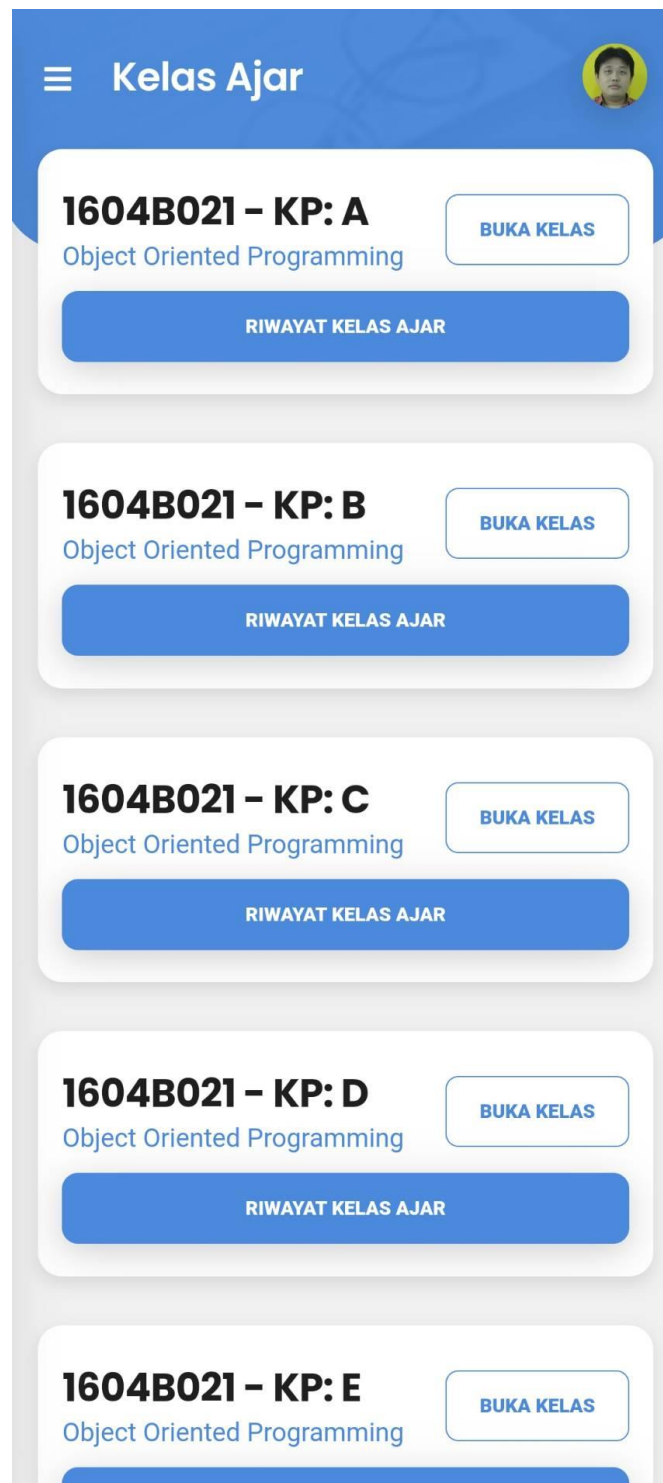 Kelas Ajar
1604B021 - KP: A
BUKA KELAS
Object Oriented Programming
RIWAYAT KELAS AJAR
1604B021 - KP: B
BUKA KELAS
Object Oriented Programming
RIWAYAT KELAS AJAR
1604B021 - KP: C
BUKA KELAS
Object Oriented Programming
RIWAYAT KELAS AJAR
1604B021 - KP: D
BUKA KELAS
Object Oriented Programming
RIWAYAT KELAS AJAR
1604B021 - KP: E
BUKA KELAS
Object Oriented Programming